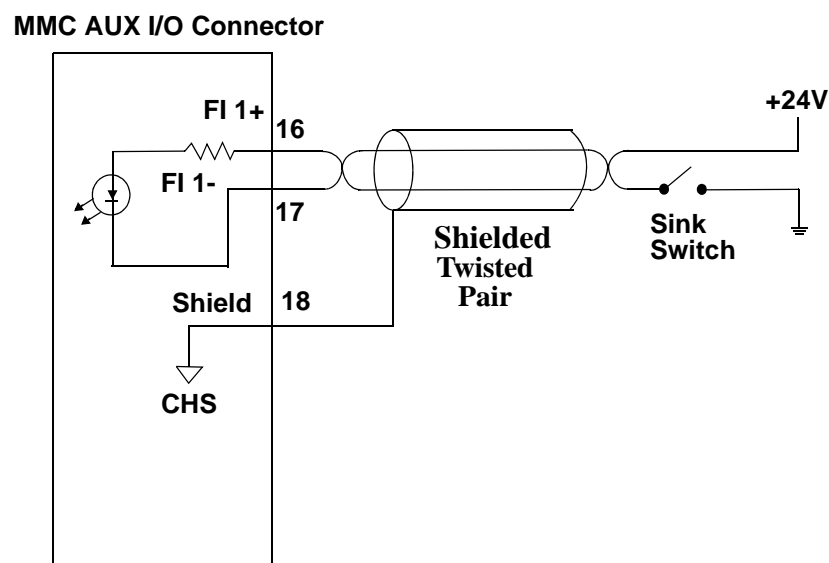 MMC AUX I/O Connector
+24V
FI 1+
16
FI 1-
17
Sink
Switch
Shielded
Twisted
Pair
Shield
18
CHS